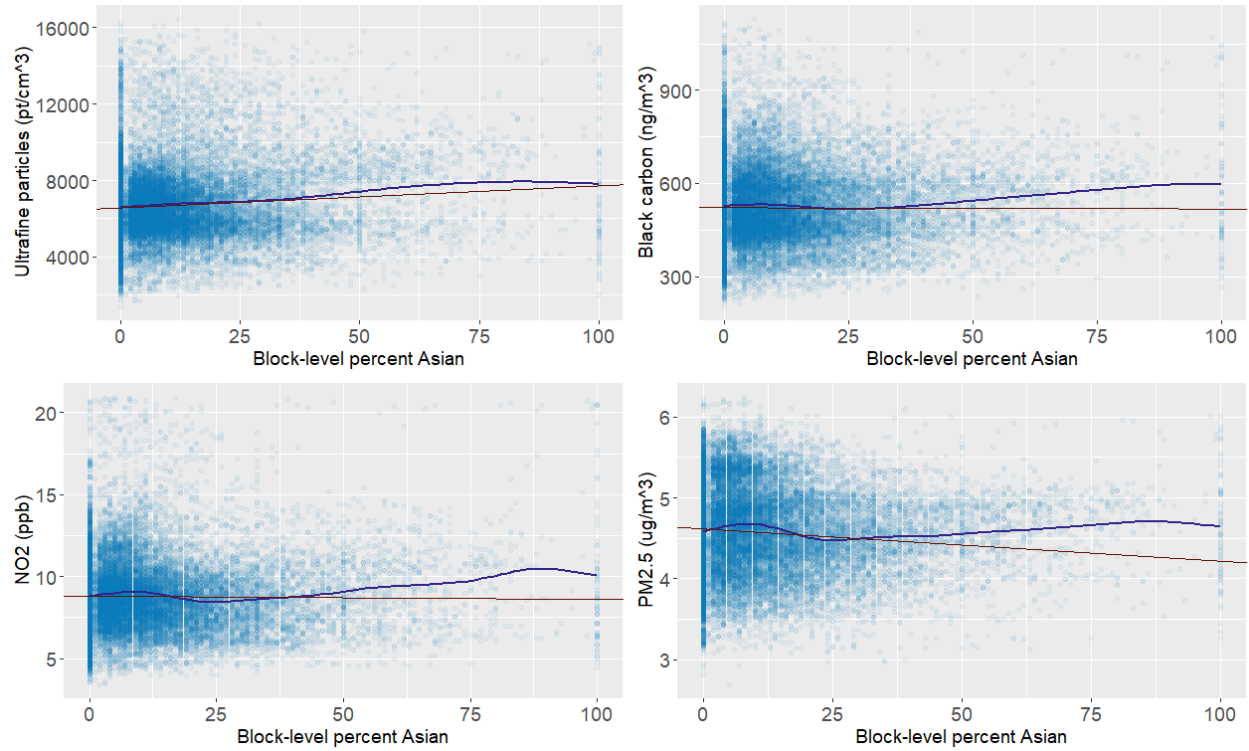 Ultrafine particles (pt/cm^3)
16000
12000
8000
4000
0 25 50 75 100
Block-level percent Asian
Black carbon (ng/m^3)
900
600
300
0 25 50 75 100
Block-level percent Asian
NO2 (ppb)
20
15
10
5
0 25 50 75 100
Block-level percent Asian
PM2.5 (ug/m^3)
6
5
4
3
0 25 50 75 100
Block-level percent Asian